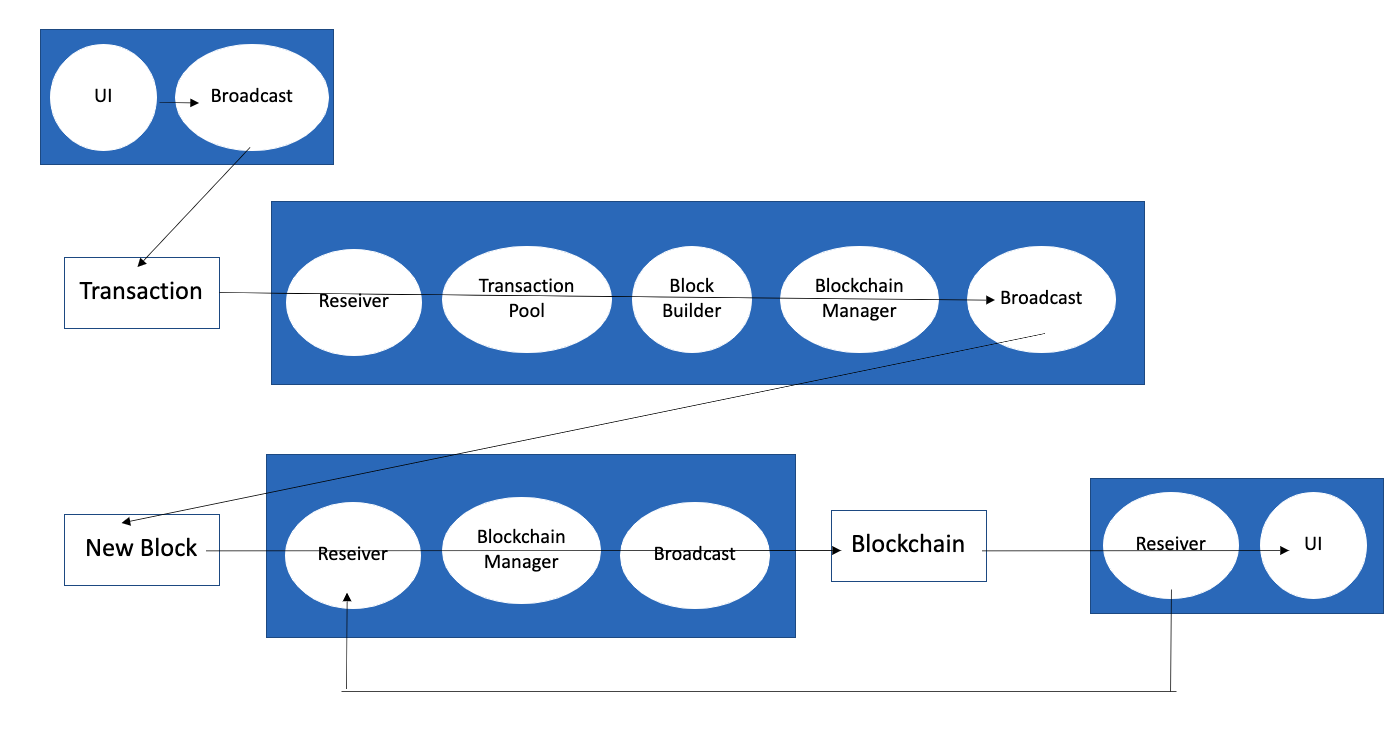 UI
Broadcast
Transaction
Reseiver
Transaction
Pool
Block
Builder
Blockchain
Manager
Broadcast
New Block
Reseiver
Blockchain
Manager
Broadcast
Blockchain
Reseiver
UI